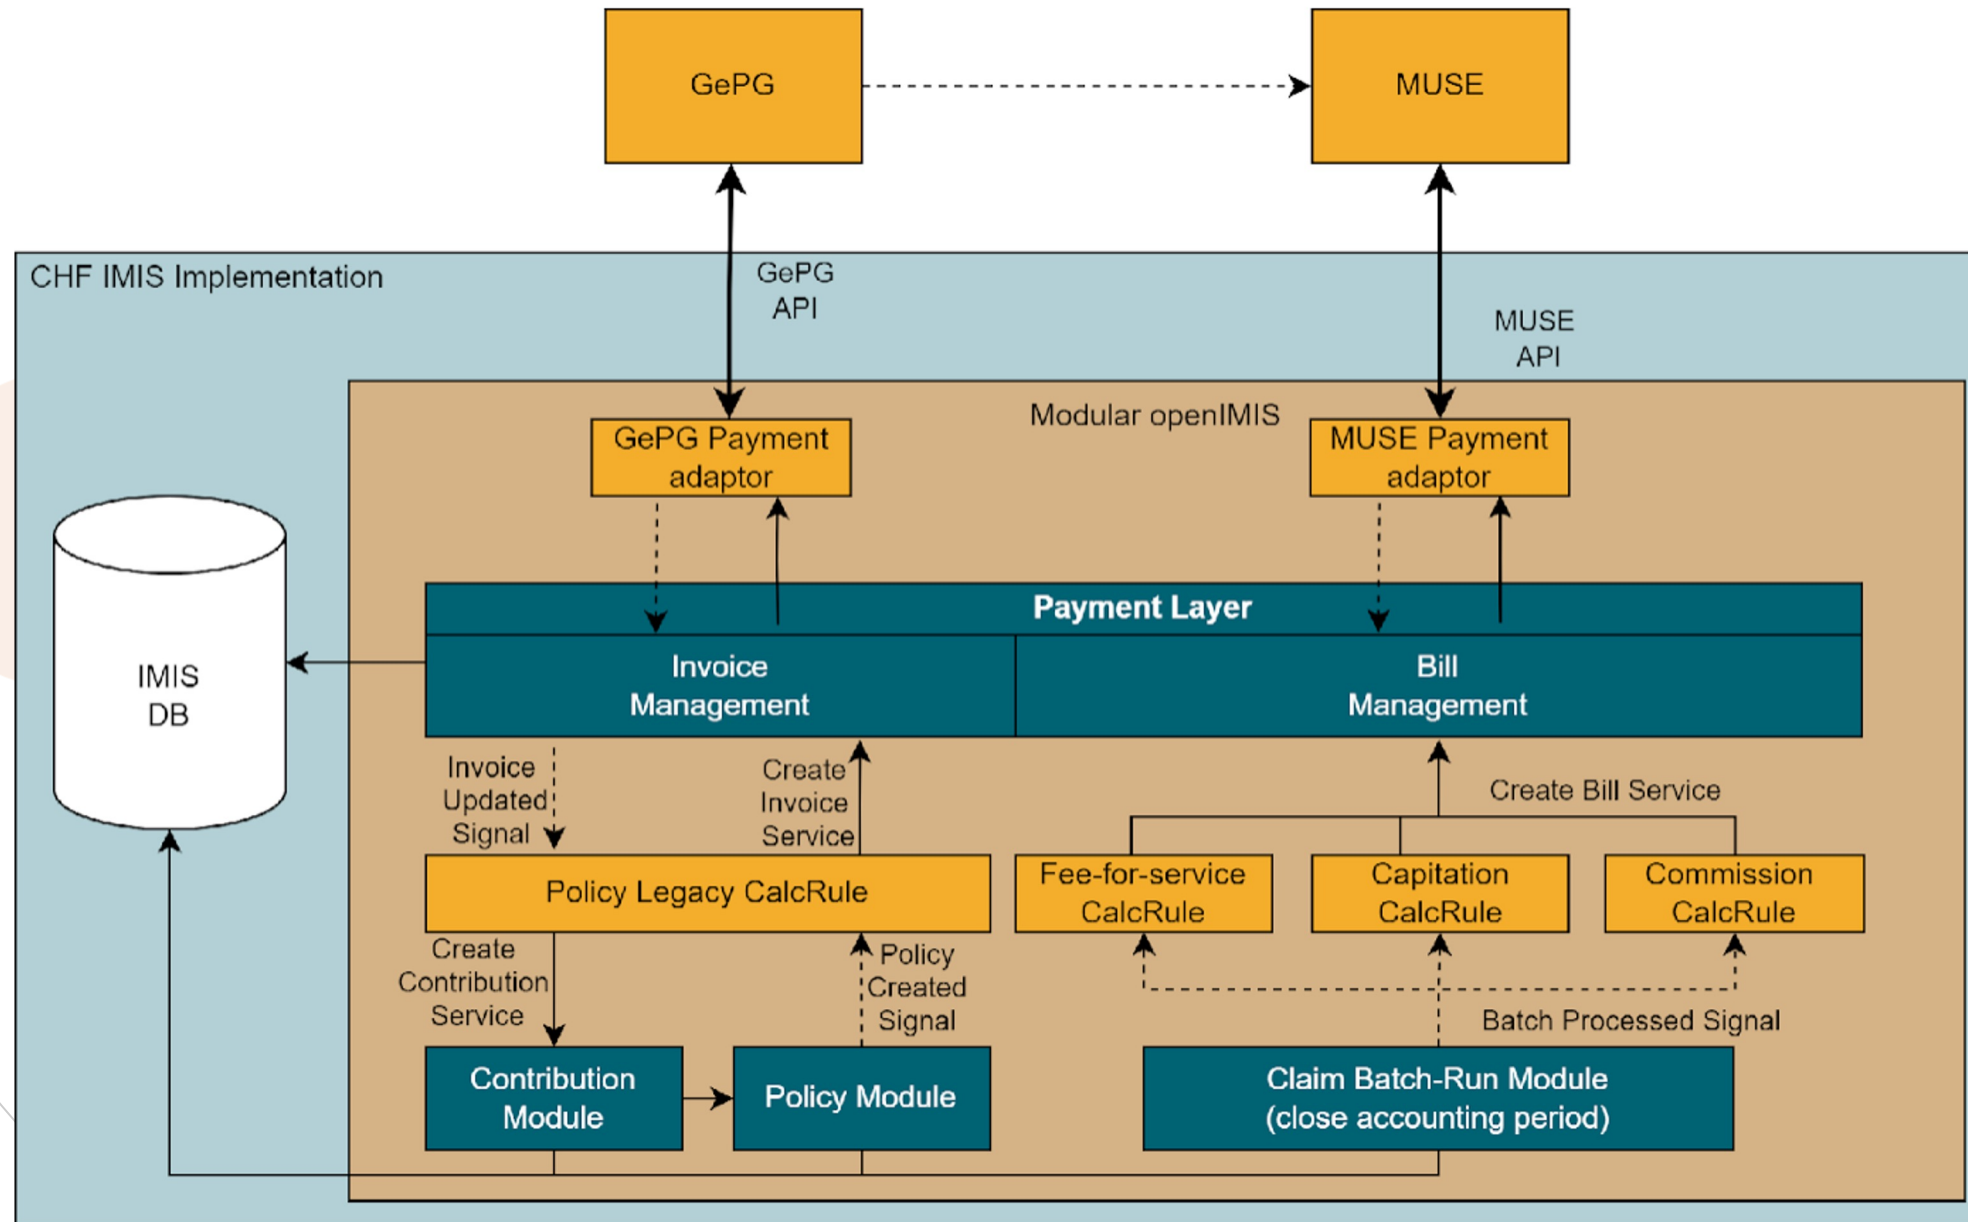 GePG
MUSE
CHF IMIS Implementation
GePG
API
MUSE
API
Modular openIMIS
GePG Payment
adaptor
MUSE Payment
adaptor
Payment Layer
Invoice
Management
Bill
Management
IMIS
DB
Invoice
Updated
Signal
Create
Invoice
Service
Create Bill Service
Policy Legacy CalcRule
Fee-for-service
CalcRule
Capitation
CalcRule
Commission
CalcRule
Create
Contribution
Service
Policy
Created
Signal
Batch Processed Signal
Contribution
Module
Policy Module
Claim Batch-Run Module
(close accounting period)